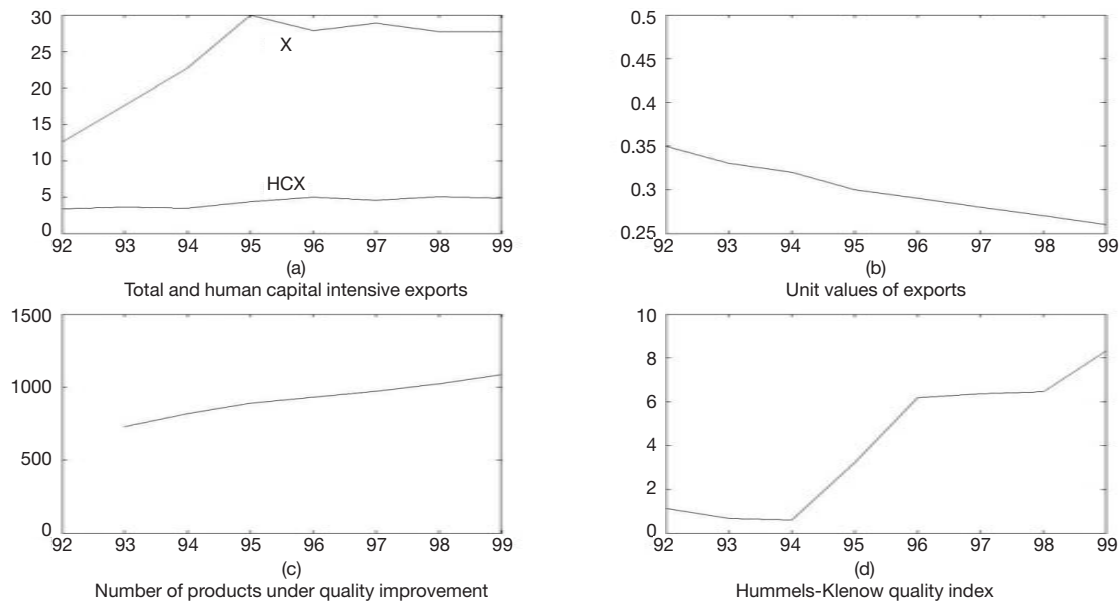 30
25
20
15
10
5
0
X
HCX
92 93 94 95 96 97 98 99
(a)
Total and human capital intensive exports
0.5
0.45
0.4
0.35
0.3
0.25
92 93 94 95 96 97 98 99
(b)
Unit values of exports
1500
1000
500
0
92 93 94 95 96 97 98 99
(c)
Number of products under quality improvement
10
8
6
4
2
0
92 93 94 95 96 97 98 99
(d)
Hummels-Klenow quality index